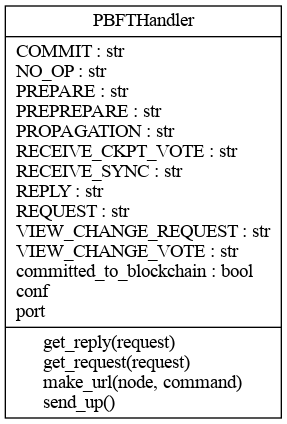 PBFTHandler
COMMIT : str
NO_OP : str
PREPARE : str
PREPREPARE : str
PROPAGATION : str
RECEIVE_CKPT_VOTE : str
RECEIVE_SYNC : str
REPLY : str
REQUEST : str
VIEW_CHANGE_REQUEST : str
VIEW_CHANGE_VOTE : str
committed_to_blockchain : bool
conf
port
get_reply(request)
get_request(request)
make_url(node, command)
send_up()